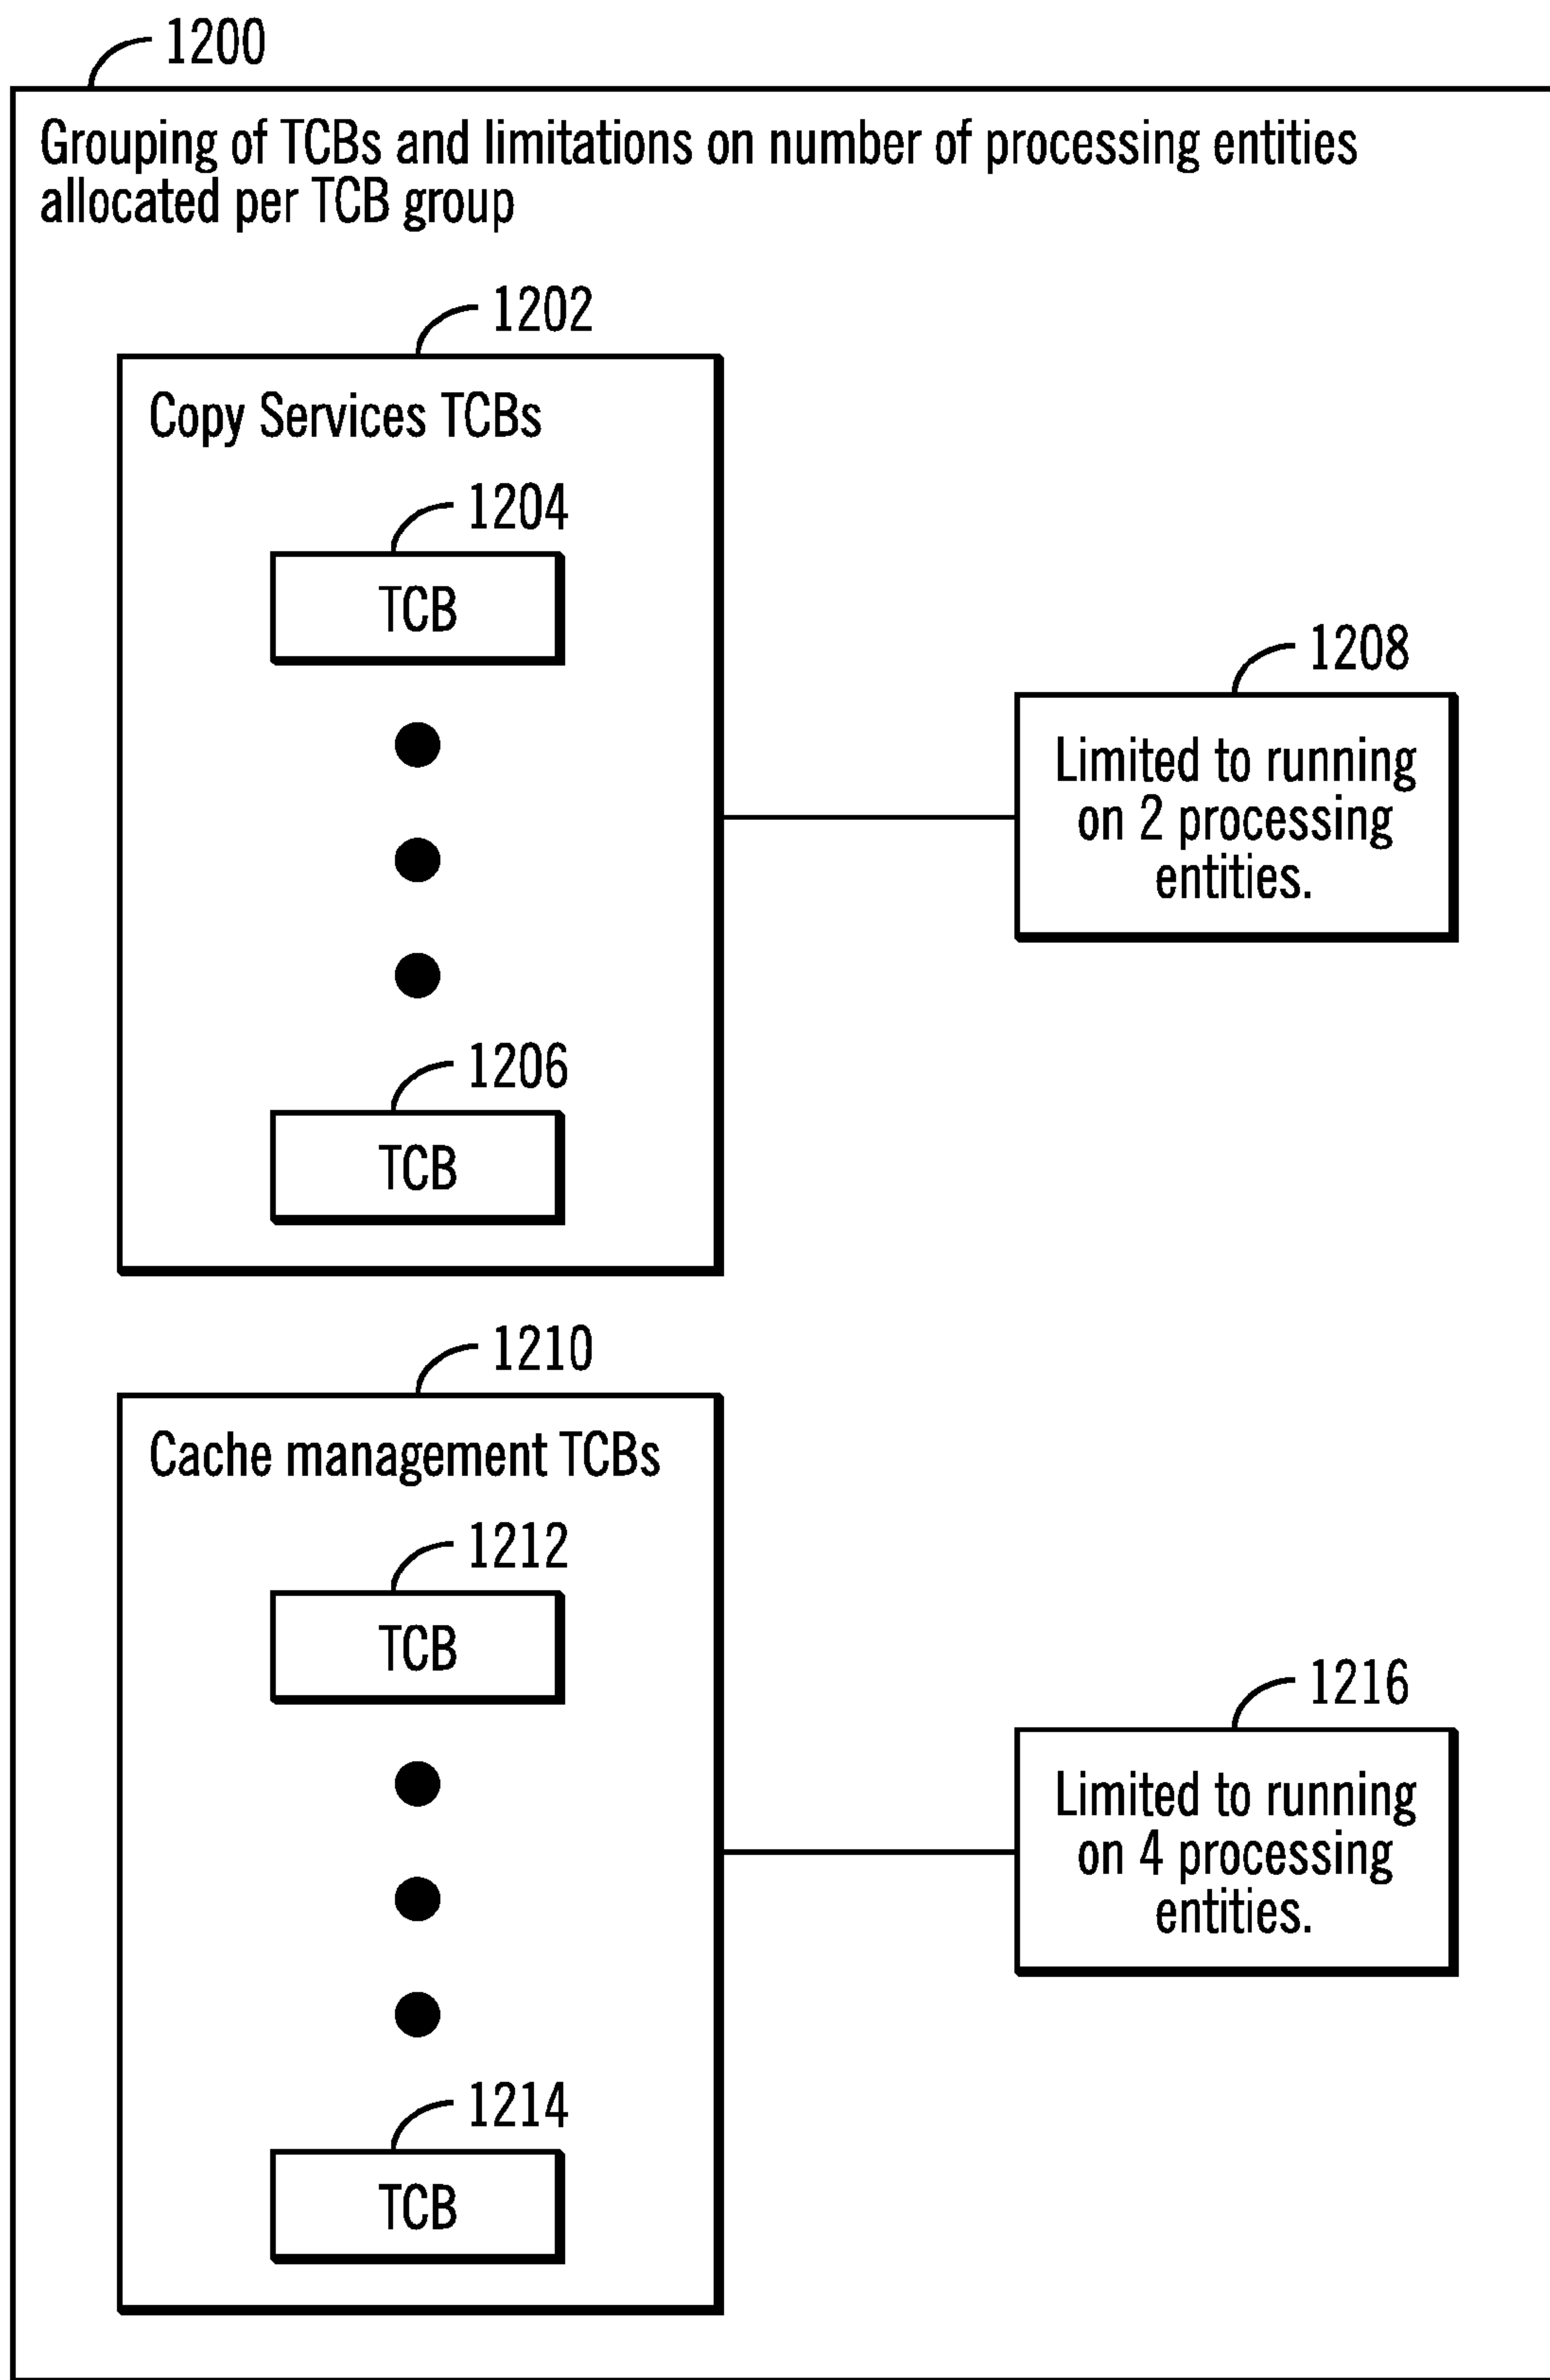 1200
Grouping of TCBs and limitations on number of processing entities
allocated per TCB group
1202
Copy Services TCBs
1204
TCB
1208
Limited to running
on 2 processing
entities.
1206
TCB
1210
Cache management TCBs
1212
TCB
1216
Limited to running
on 4 processing
entities.
1214
TCB